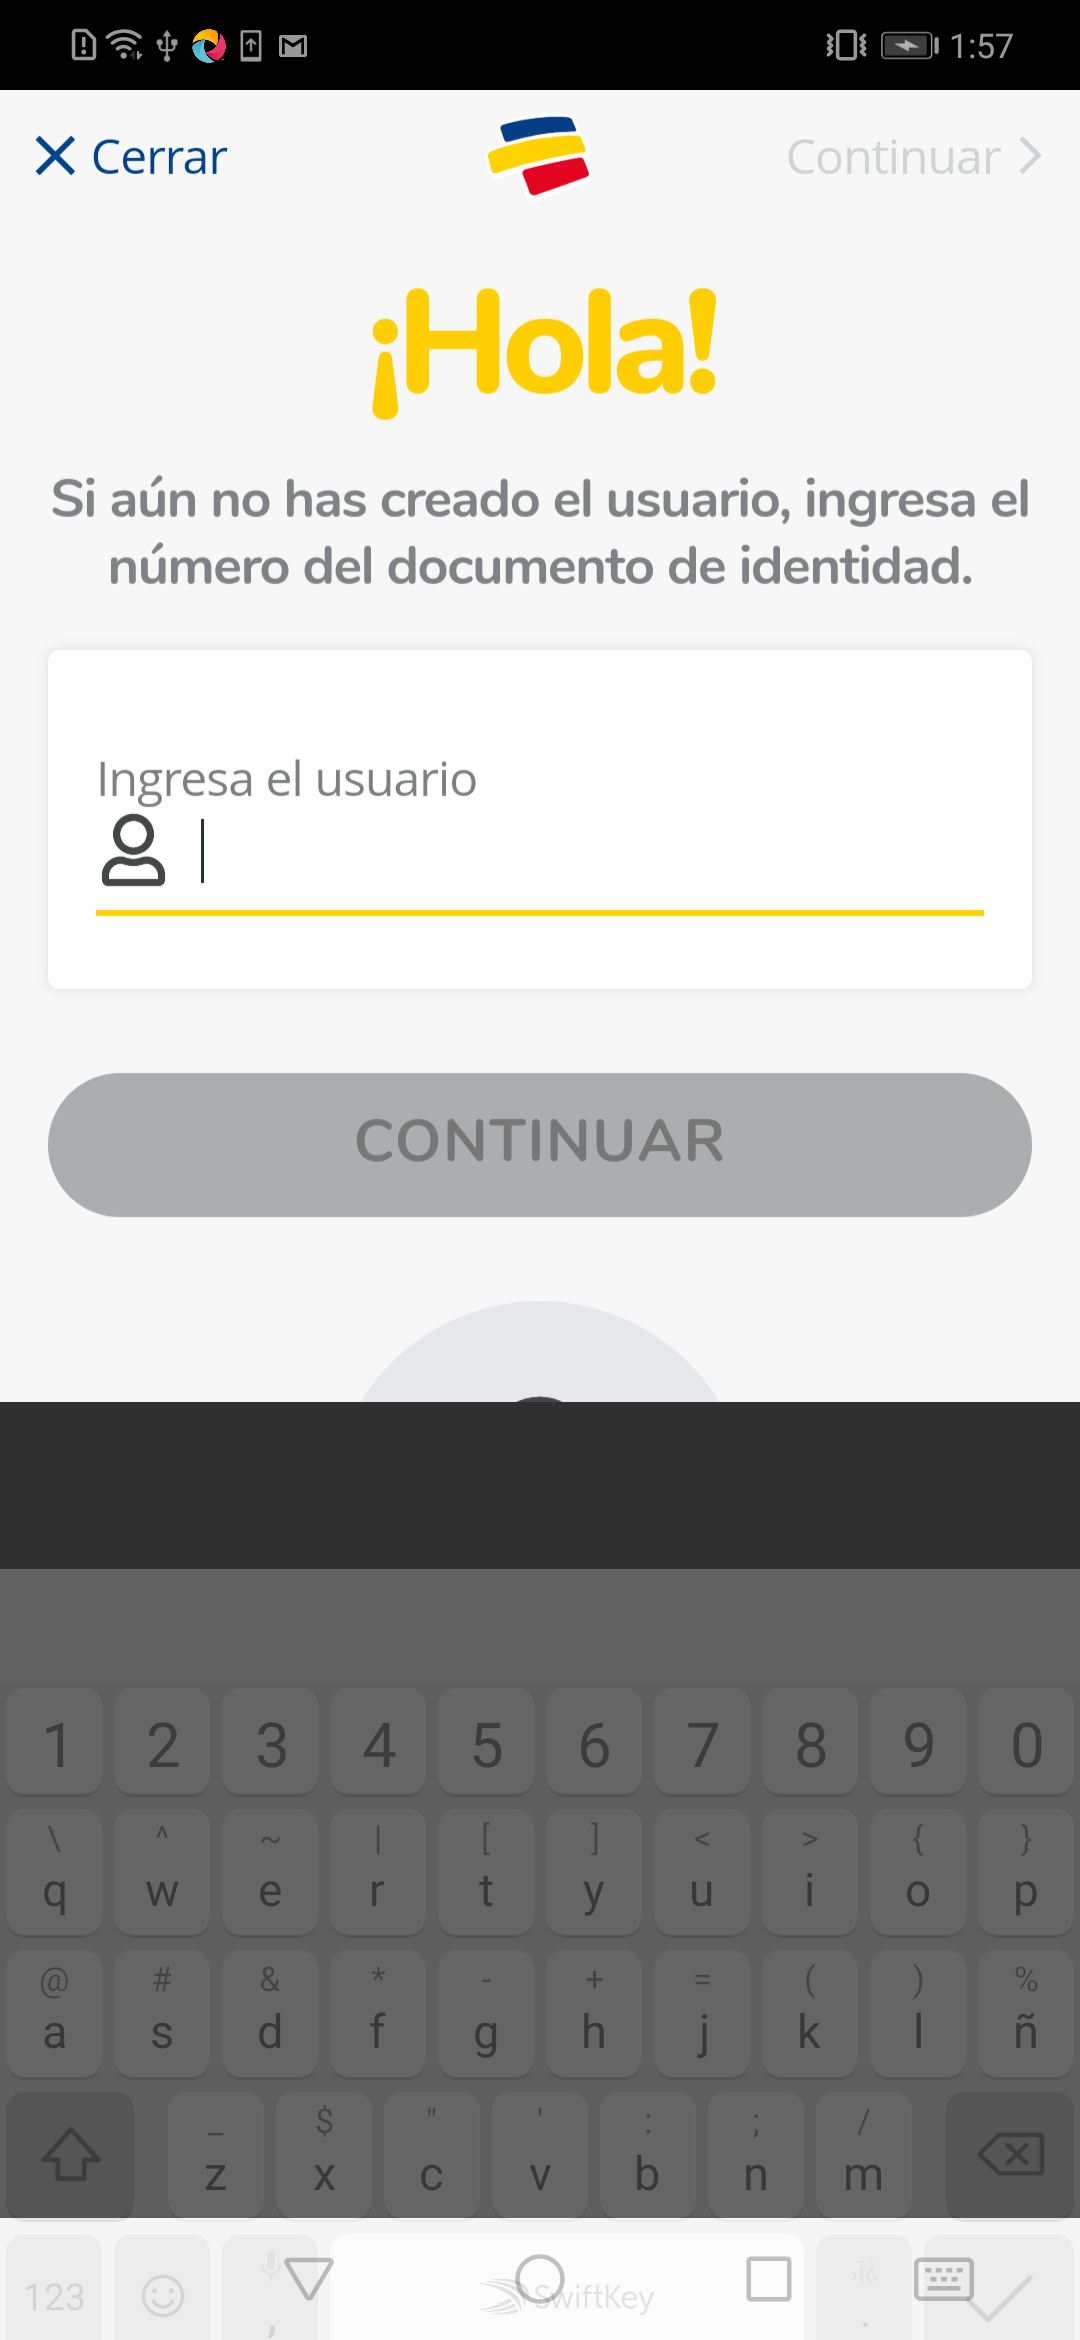 1:57
Cerrar
Continuar
¡Hola!
Si aún no has creado el usuario, ingresa el
número del documento de identidad.
Ingresa el usuario
CONTINUAR
1 2 3 4 5 6 7 8 9 0
\ ^ ~ | [ ] < > { }
q w e r t y u i o p
@ # & * - + = ( ) %
a s d f g h j k l ñ
_ $ " ' : ; /
z x c v b n m
123 , SwiftKey .